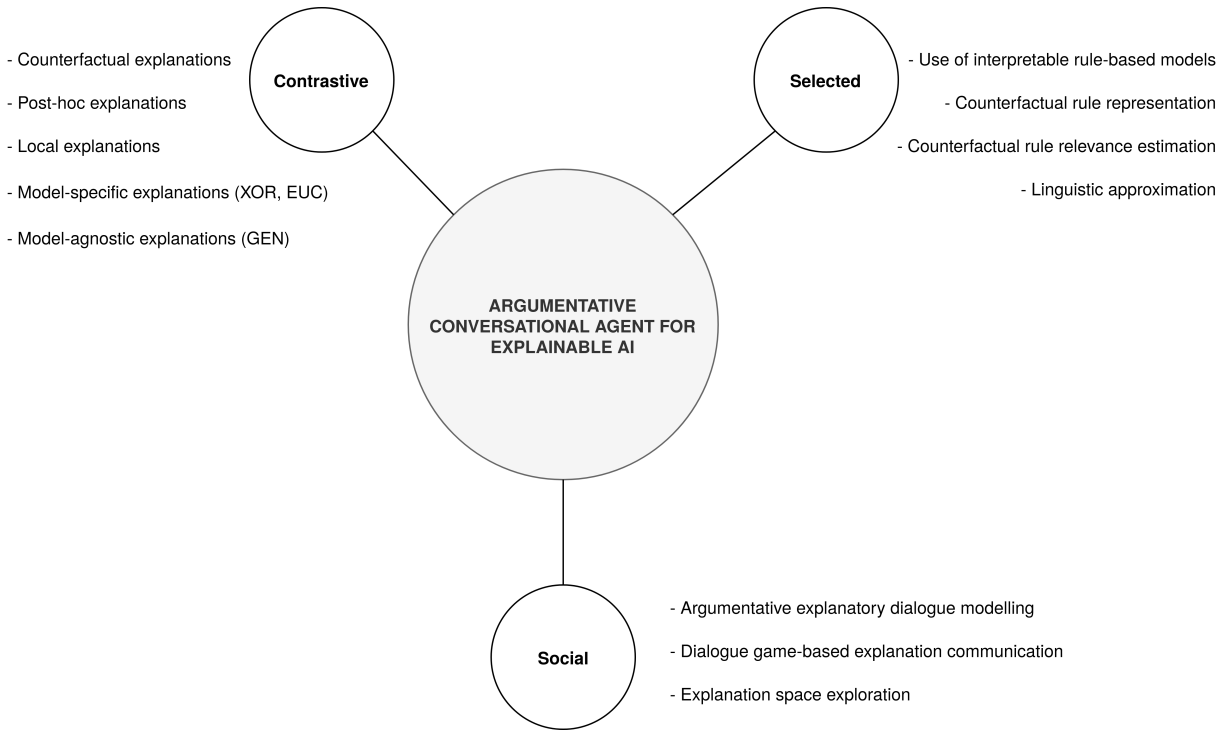 Contrastive
- Counterfactual explanations
- Post-hoc explanations
- Local explanations
- Model-specific explanations (XOR, EUC)
- Model-agnostic explanations (GEN)
Selected
- Use of interpretable rule-based models
- Counterfactual rule representation
- Counterfactual rule relevance estimation
- Linguistic approximation
ARGUMENTATIVE
CONVERSATIONAL AGENT FOR
EXPLAINABLE AI
Social
- Argumentative explanatory dialogue modelling
- Dialogue game-based explanation communication
- Explanation space exploration